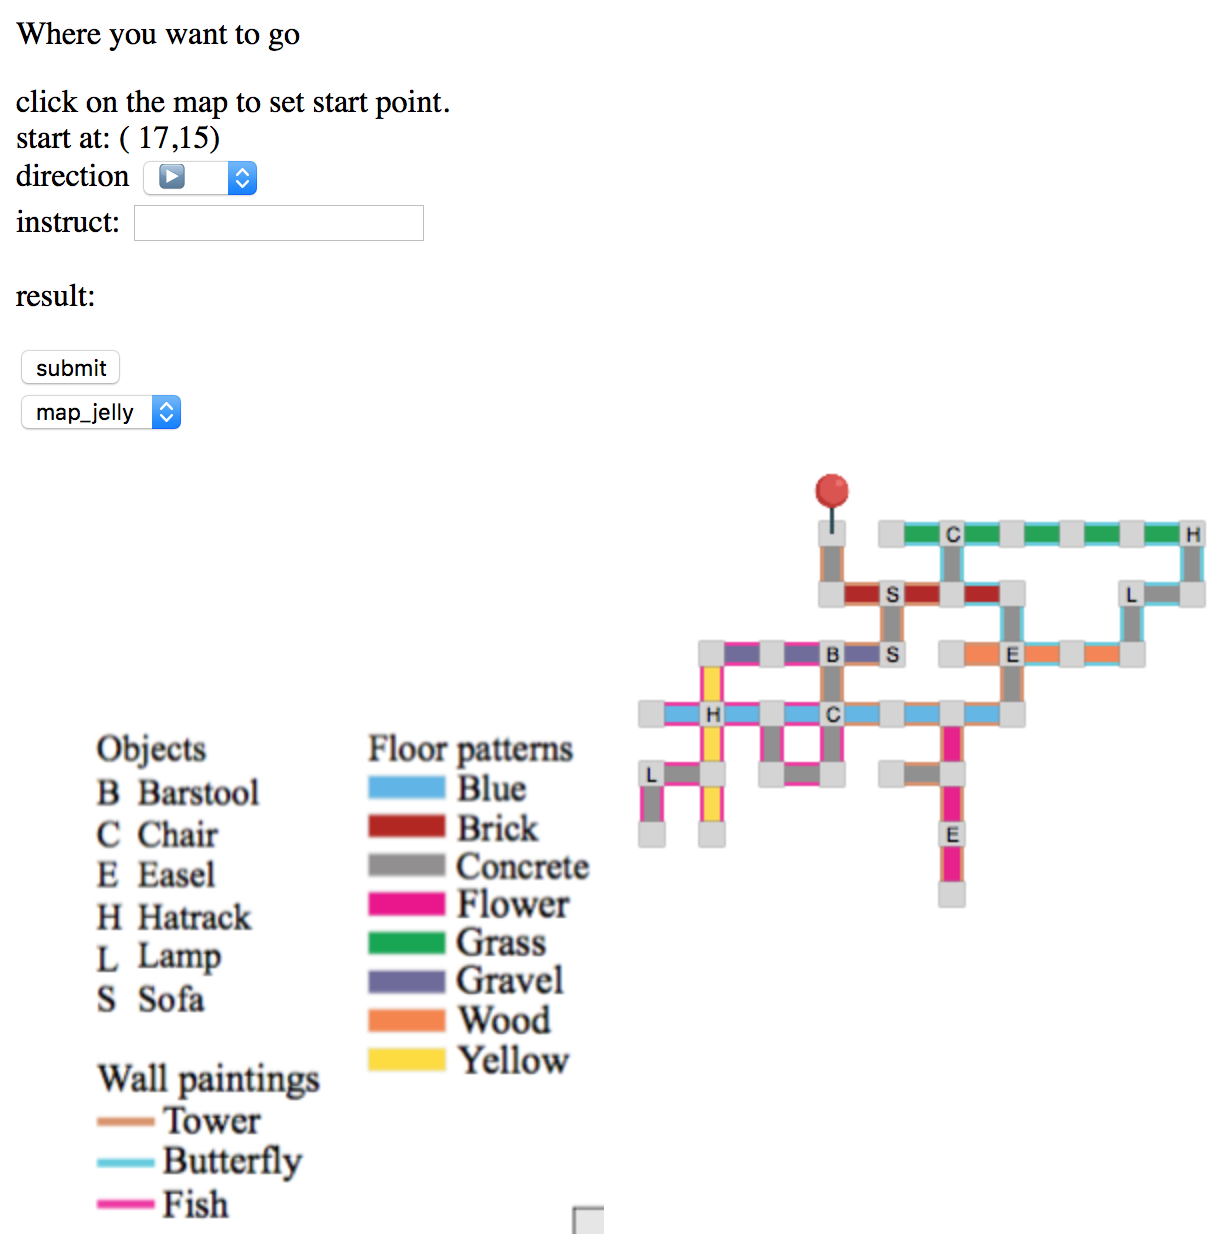 Where you want to go
click on the map to set start point.
start at: ( 17,15)
direction
instruct:
result:
submit
map_jelly
C H
S L
B S E
H C
L
E
Objects
B Barstool
C Chair
E Easel
H Hatrack
L Lamp
S Sofa
Wall paintings
Tower
Butterfly
Fish
Floor patterns
Blue
Brick
Concrete
Flower
Grass
Gravel
Wood
Yellow